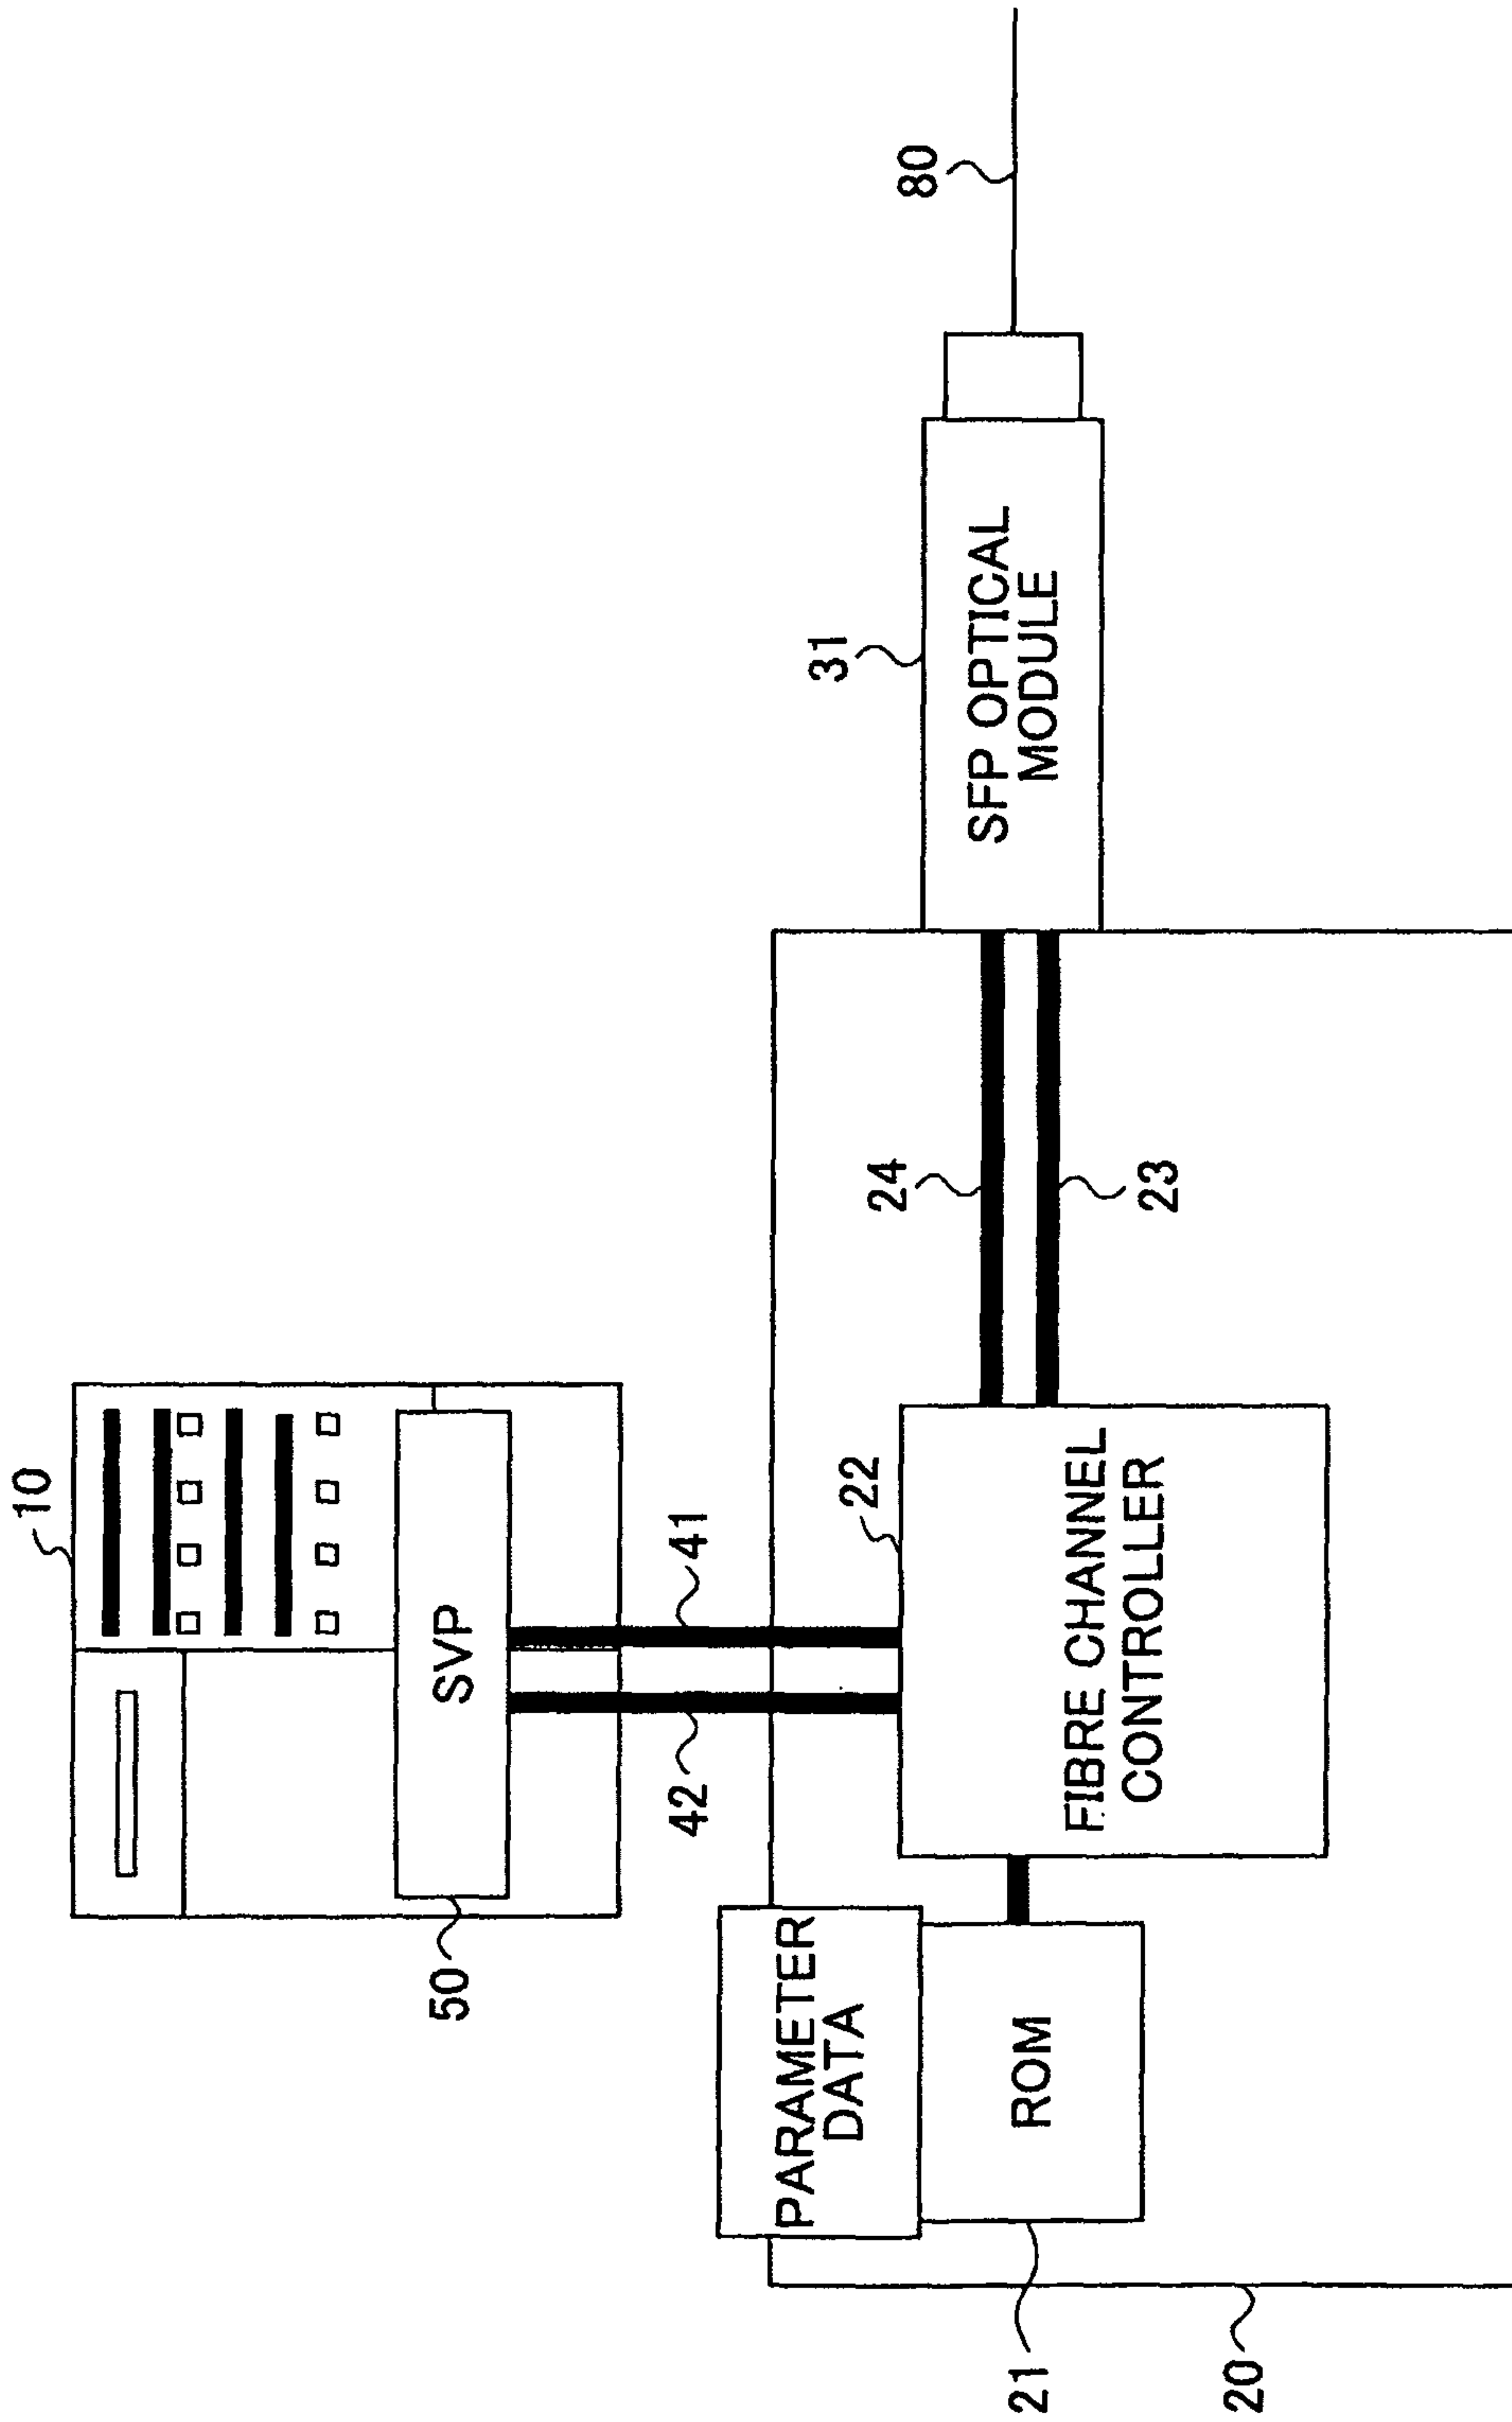 10
SVP
50
42
41
PARAMETER
DATA
ROM
21
20
22
FIBRE CHANNEL
CONTROLLER
24
23
31
SFP OPTICAL
MODULE
80